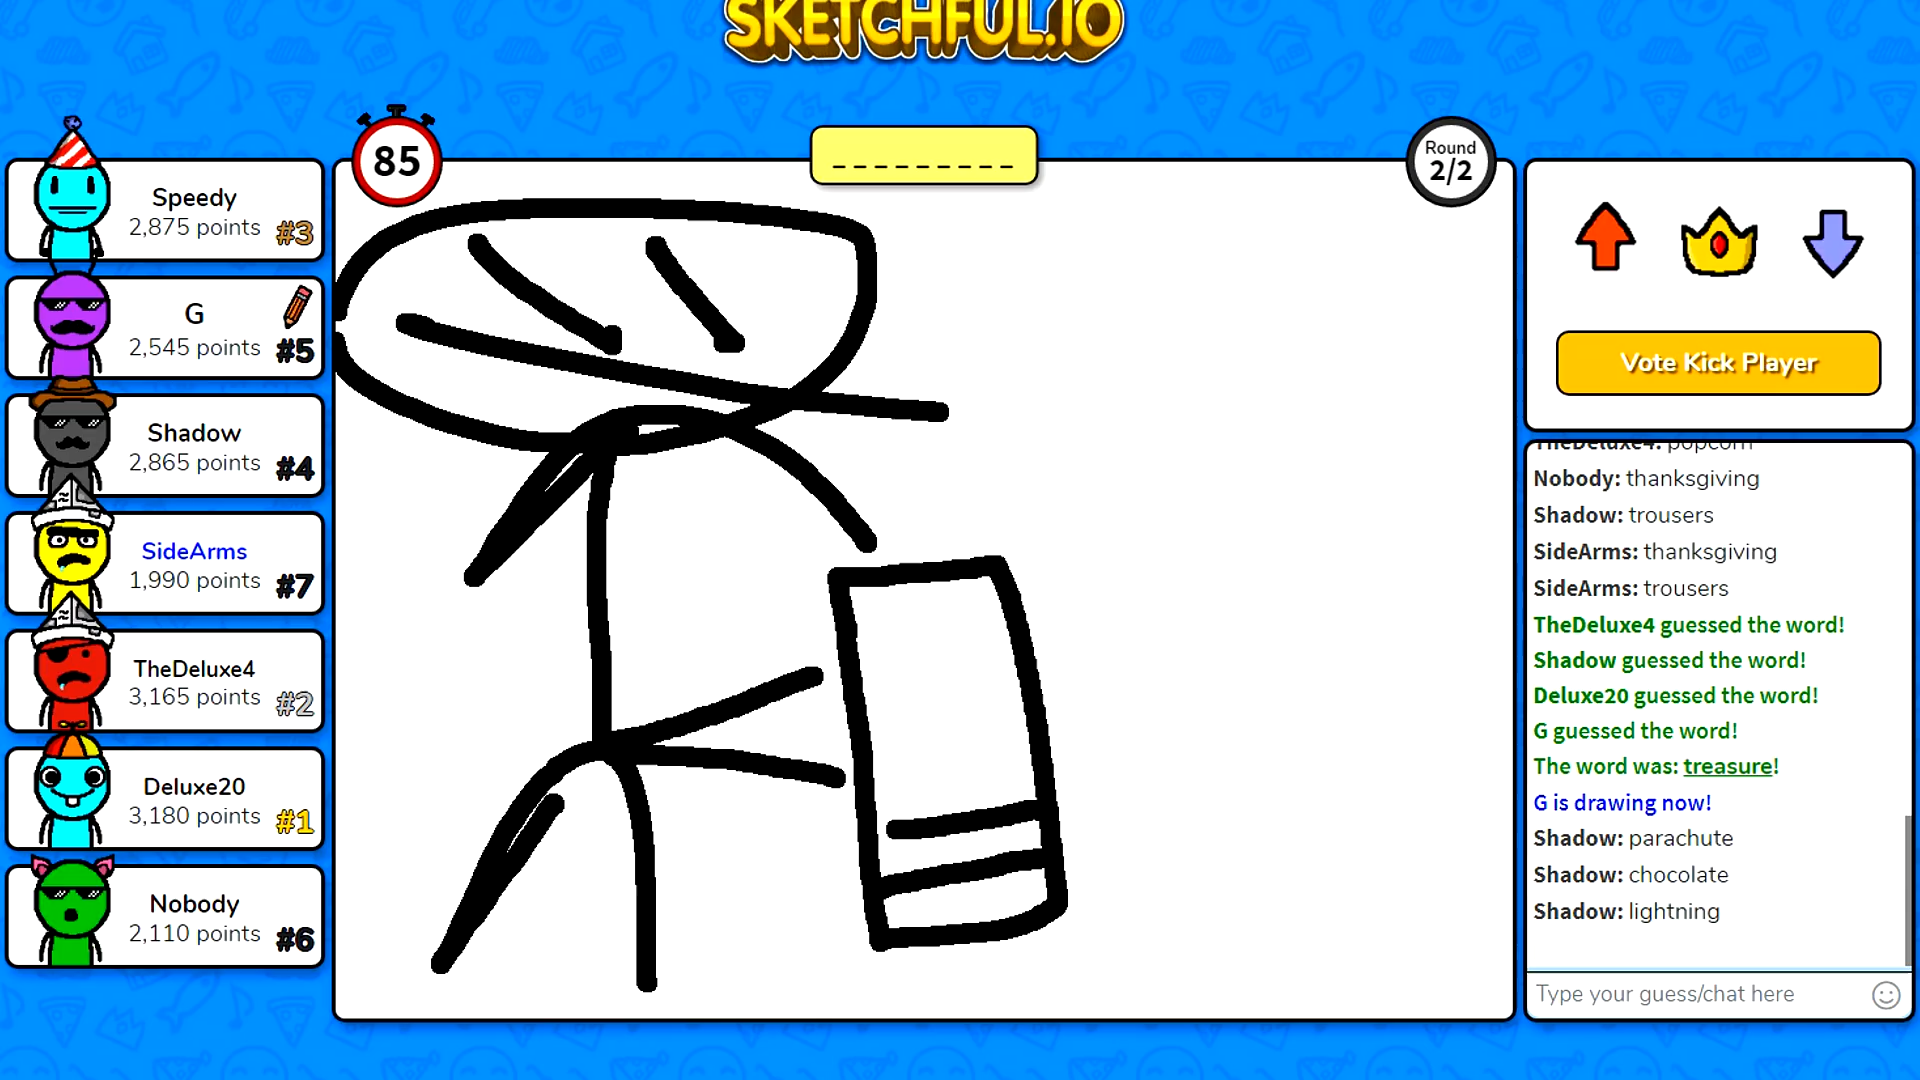 SKETCHFUL.IO
85
_ _ _ _ _ _ _ _ _
Round
2/2
Speedy
2,875 points
#3
G
2,545 points
#5
Shadow
2,865 points
#4
SideArms
1,990 points
#7
TheDeluxe4
3,165 points
#2
Deluxe20
3,180 points
#1
Nobody
2,110 points
#6
Vote Kick Player
TheDeluxe4: popcorn
Nobody: thanksgiving
Shadow: trousers
SideArms: thanksgiving
SideArms: trousers
TheDeluxe4 guessed the word!
Shadow guessed the word!
Deluxe20 guessed the word!
G guessed the word!
The word was: treasure!
G is drawing now!
Shadow: parachute
Shadow: chocolate
Shadow: lightning
Type your guess/chat here